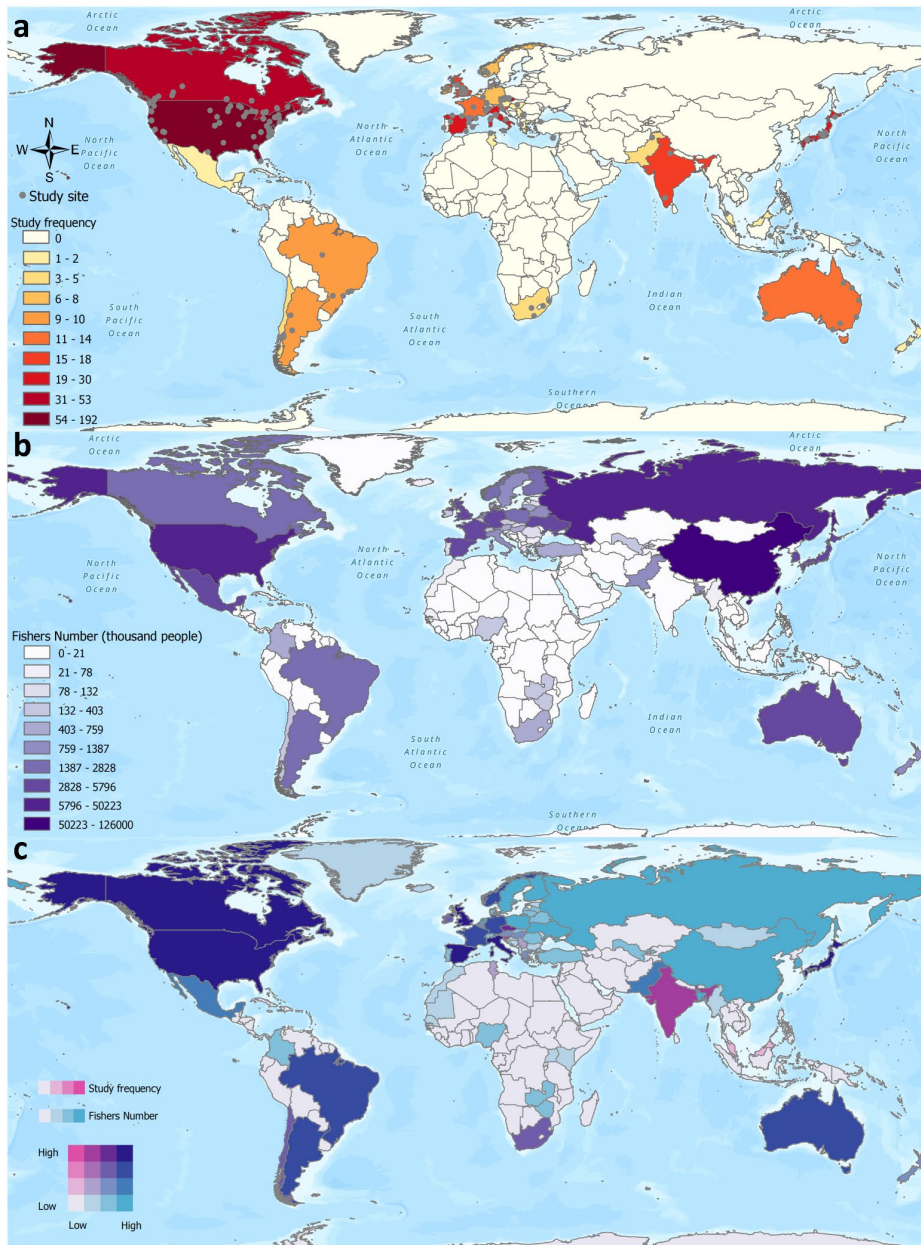 a
Arctic
Ocean
Arctic
Ocean
N
W E
S
North
Pacific
Ocean
North
Atlantic
Ocean
North
Pacific
Ocean
Study site
Study frequency
0
1 - 2
3 - 5
6 - 8
9 - 10
11 - 14
15 - 18
19 - 30
31 - 53
54 - 192
South
Pacific
Ocean
South
Atlantic
Ocean
Indian
Ocean
Southern
Ocean
b
Arctic
Ocean
Arctic
Ocean
North
Pacific
Ocean
North
Atlantic
Ocean
North
Pacific
Ocean
Fishers Number (thousand people)
0 - 21
21 - 78
78 - 132
132 - 403
403 - 759
759 - 1387
1387 - 2828
2828 - 5796
5796 - 50223
50223 - 126000
South
Atlantic
Ocean
Indian
Ocean
Southern
Ocean
c
Study frequency
Fishers Number
High
Low
Low High